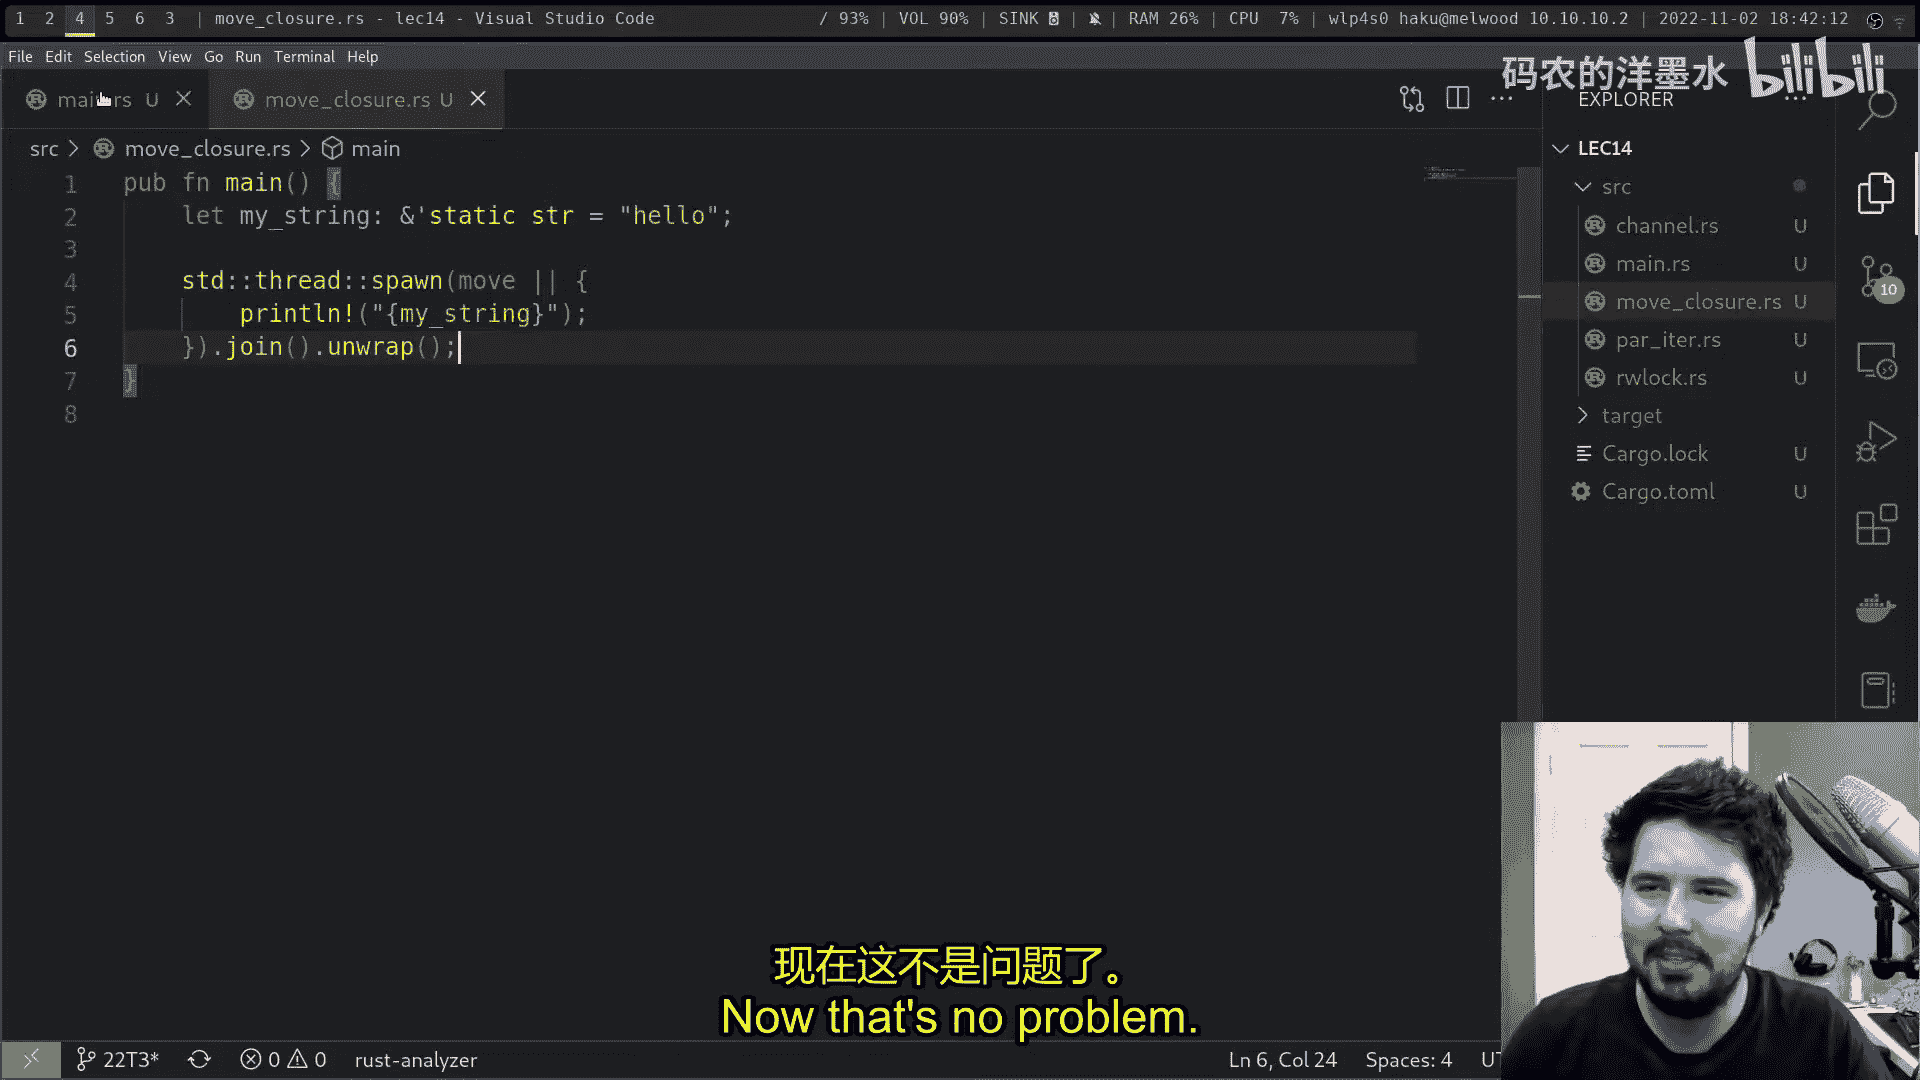 1 2 4 5 6 3 | move_closure.rs - lec14 - Visual Studio Code / 93% | VOL 90% | SINK | | RAM 26% | CPU 7% | wlp4s0 haku@melwood 10.10.10.2 | 2022-11-02 18:42:12
File Edit Selection View Go Run Terminal Help
码农的洋墨水 bilibili
main.rs U move_closure.rs U
EXPLORER
src > move_closure.rs > main
LEC14
1 pub fn main() {
2 let my_string: &'static str = "hello";
3
4 std::thread::spawn(move || {
5 println!("{my_string}");
6 }).join().unwrap();
7 }
8
src
channel.rs U
main.rs U
move_closure.rs U
par_iter.rs U
rwlock.rs U
target
Cargo.lock U
Cargo.toml U
10
现在这不是问题了。
Now that's no problem.
22T3* 0 0 rust-analyzer Ln 6, Col 24 Spaces: 4